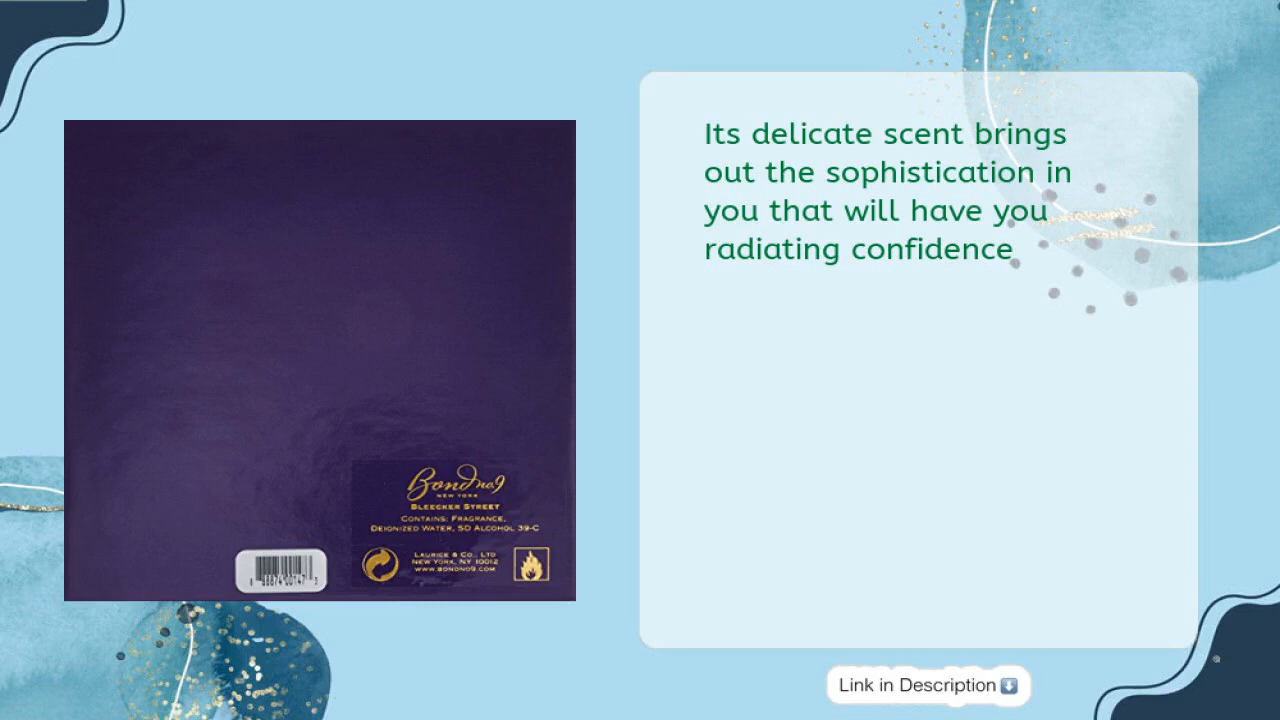 Its delicate scent brings
out the sophistication in
you that will have you
radiating confidence
Bond no.9
NEW YORK
BLEECKER STREET
CONTAINS: FRAGRANCE,
DEIONIZED WATER, SD ALCOHOL 39-C
LAURICE & CO., LTD
NEW YORK, NY 10012
WWW.BONDNO9.COM
Link in Description